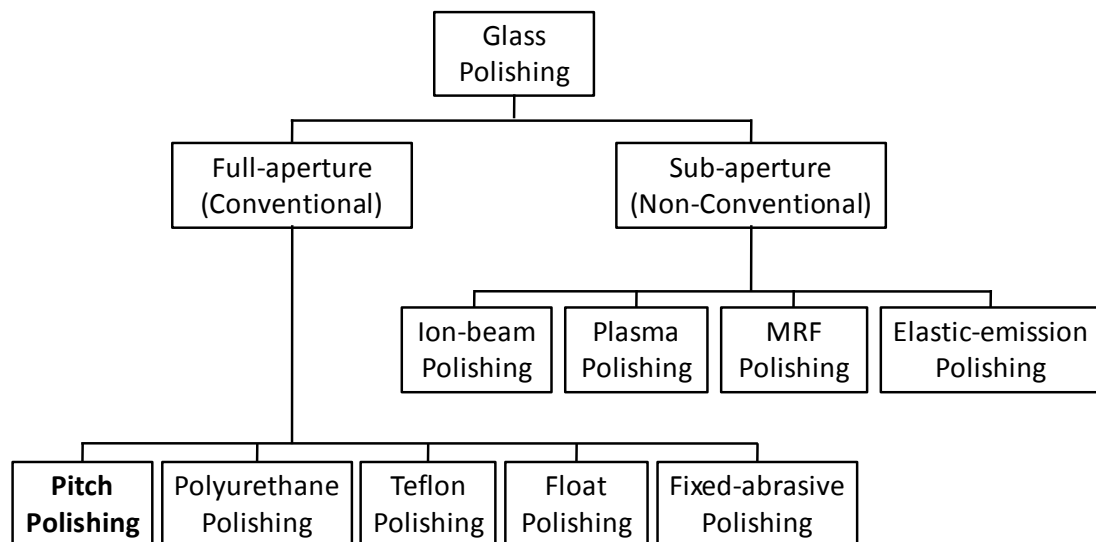 Glass
Polishing
Full-aperture
(Conventional)
Sub-aperture
(Non-Conventional)
Ion-beam
Polishing
Plasma
Polishing
MRF
Polishing
Elastic-emission
Polishing
Pitch
Polishing
Polyurethane
Polishing
Teflon
Polishing
Float
Polishing
Fixed-abrasive
Polishing